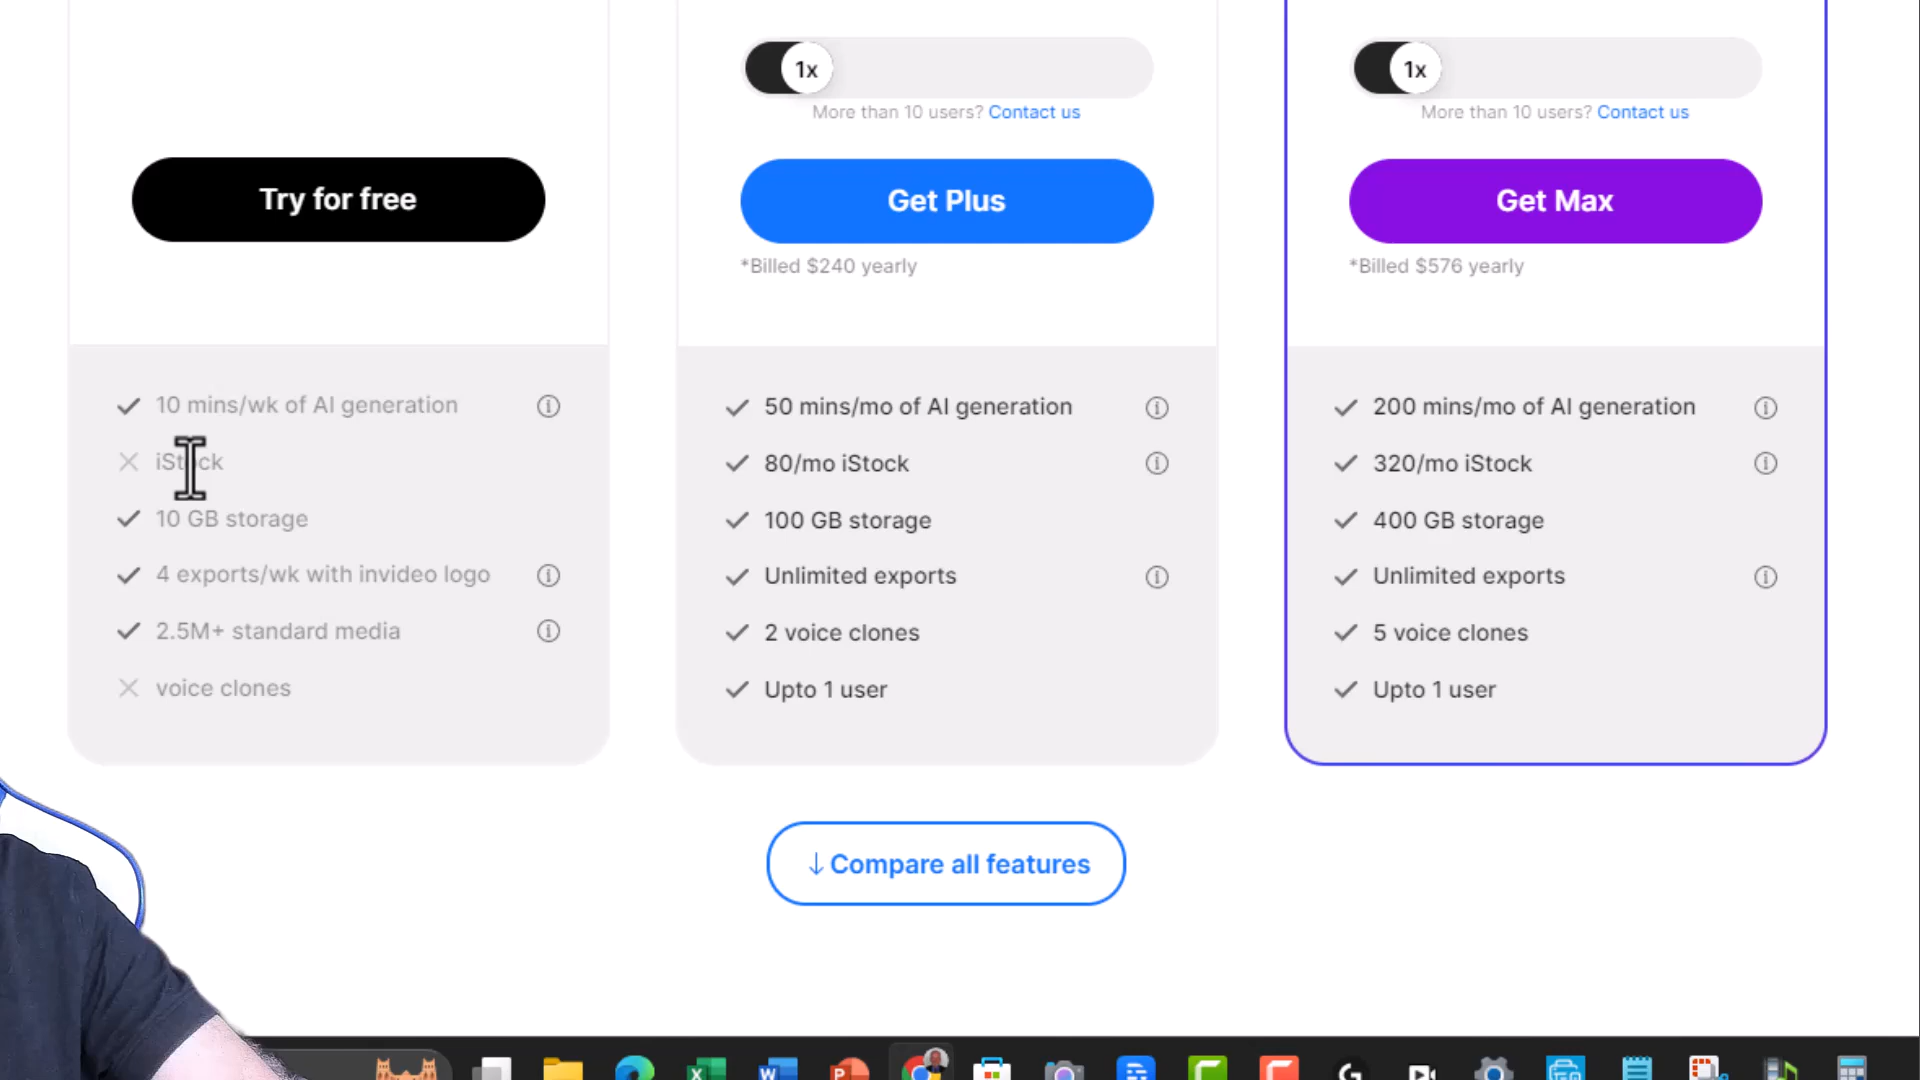 Try for free
10 mins/wk of AI generation
iStock
10 GB storage
4 exports/wk with invideo logo
2.5M+ standard media
voice clones
1x
More than 10 users? Contact us
Get Plus
*Billed $240 yearly
50 mins/mo of AI generation
80/mo iStock
100 GB storage
Unlimited exports
2 voice clones
Upto 1 user
1x
More than 10 users? Contact us
Get Max
*Billed $576 yearly
200 mins/mo of AI generation
320/mo iStock
400 GB storage
Unlimited exports
5 voice clones
Upto 1 user
↓ Compare all features